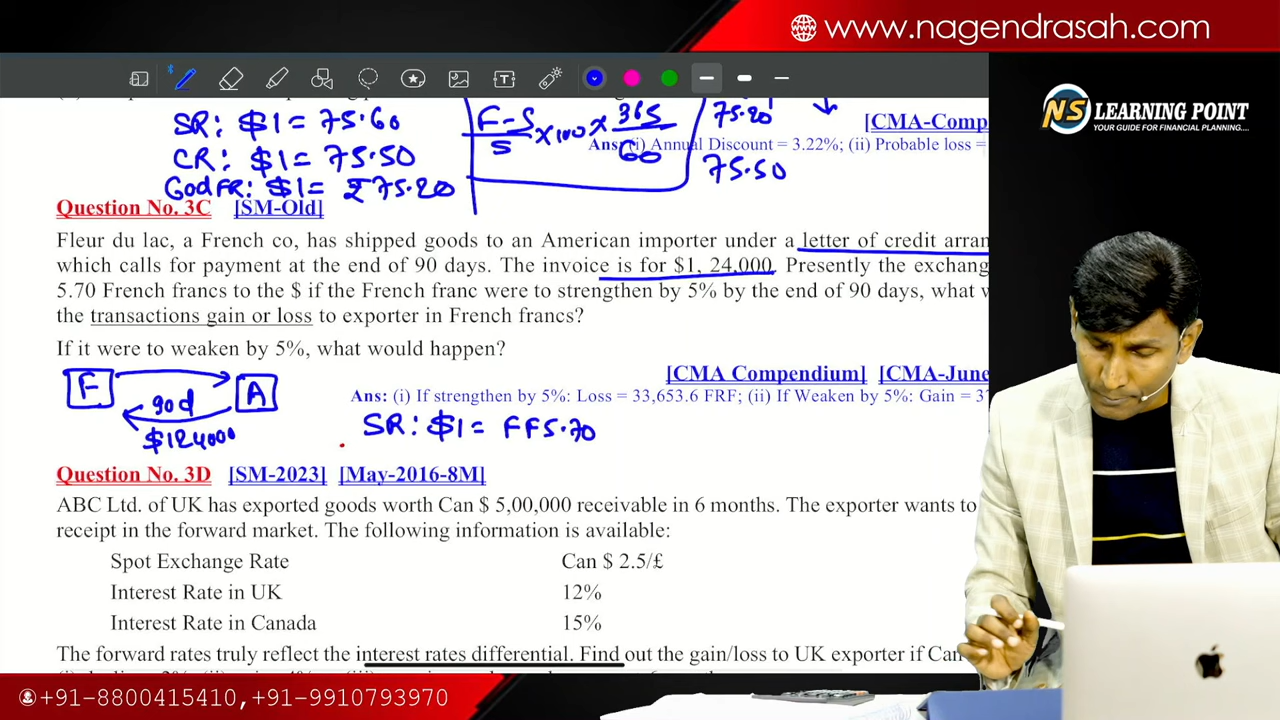 www.nagendrasah.com
NS LEARNING POINT
YOUR GUIDE FOR FINANCIAL PLANNING....
SR: $1 = 75.60
CR: $1 = 75.50
God FR: $1 = ₹75.20
F-S/S × 100 × 365/60
75.20
75.50
[CMA-Comp
Ans: (i) Annual Discount = 3.22%; (ii) Probable loss =
Question No. 3C [SM-Old]
Fleur du lac, a French co, has shipped goods to an American importer under a letter of credit arran
which calls for payment at the end of 90 days. The invoice is for $1, 24,000. Presently the exchang
5.70 French francs to the $ if the French franc were to strengthen by 5% by the end of 90 days, what w
the transactions gain or loss to exporter in French francs?
If it were to weaken by 5%, what would happen?
[CMA Compendium] [CMA-June
F A
90d
$124000
Ans: (i) If strengthen by 5%: Loss = 33,653.6 FRF; (ii) If Weaken by 5%: Gain = 37
SR: $1 = FF5.70
Question No. 3D [SM-2023] [May-2016-8M]
ABC Ltd. of UK has exported goods worth Can $ 5,00,000 receivable in 6 months. The exporter wants to
receipt in the forward market. The following information is available:
Spot Exchange Rate Can $ 2.5/£
Interest Rate in UK 12%
Interest Rate in Canada 15%
The forward rates truly reflect the interest rates differential. Find out the gain/loss to UK exporter if Can
+91-8800415410,+91-9910793970